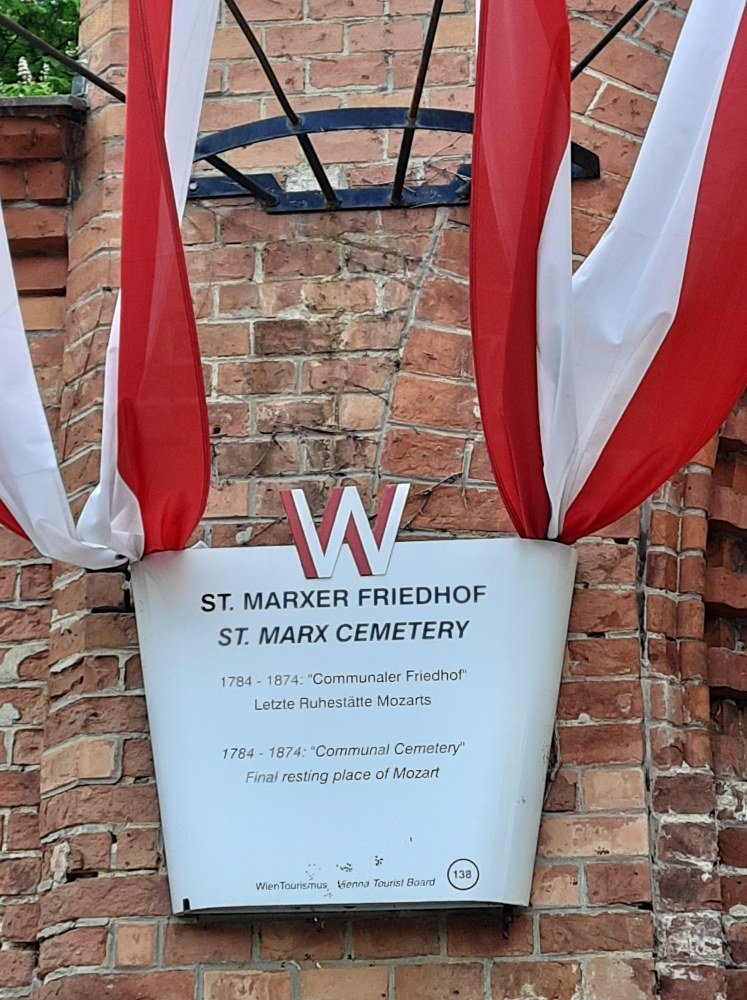 W
ST. MARXER FRIEDHOF
ST. MARX CEMETERY
1784 - 1874: "Communaler Friedhof"
Letzte Ruhestätte Mozarts
1784 - 1874: "Communal Cemetery"
Final resting place of Mozart
WienTourismus Vienna Tourist Board 138